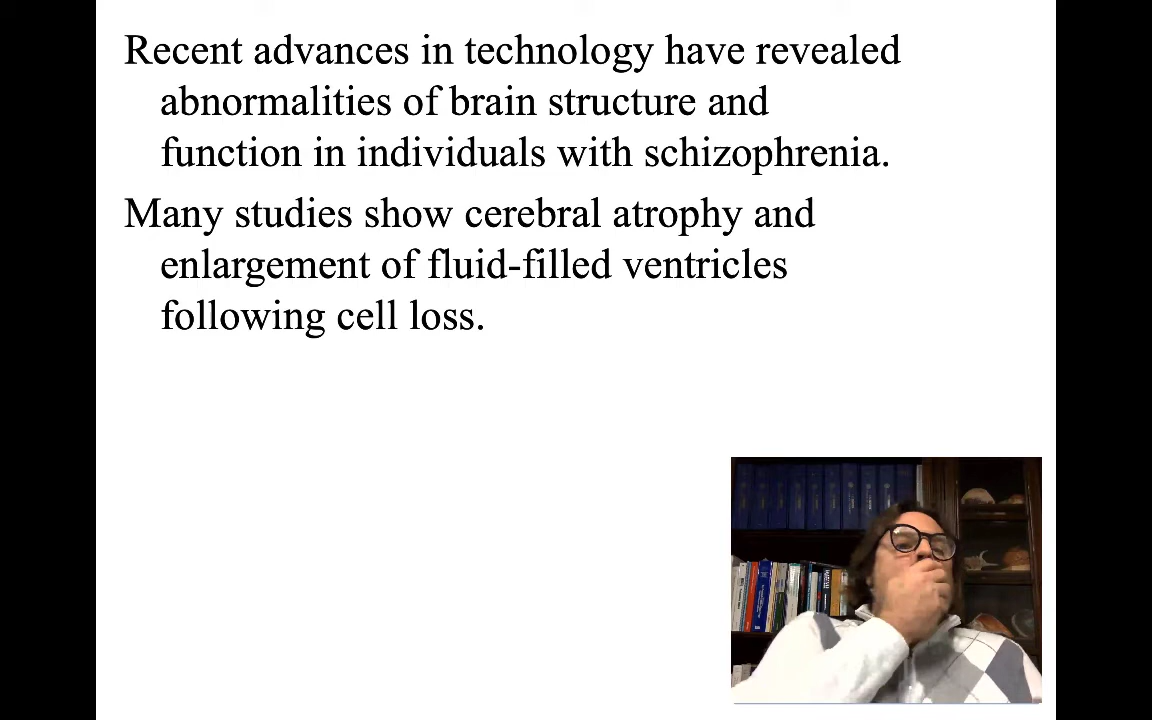 Recent advances in technology have revealed
abnormalities of brain structure and
function in individuals with schizophrenia.
Many studies show cerebral atrophy and
enlargement of fluid-filled ventricles
following cell loss.